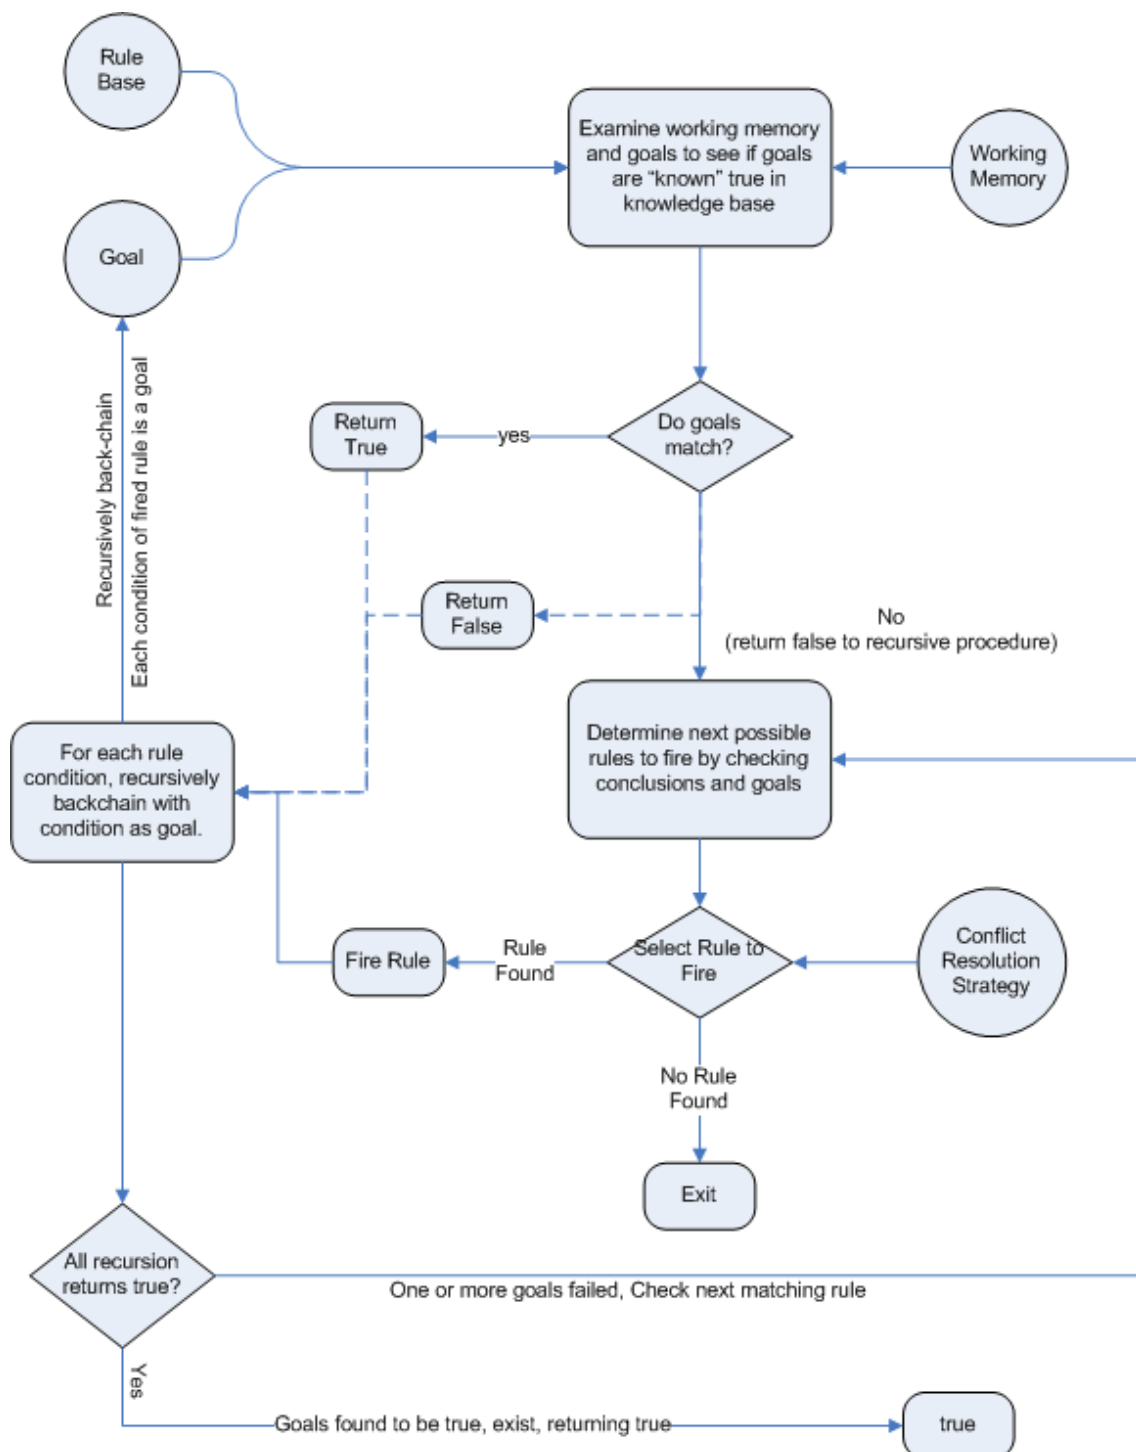 Rule
Base
Examine working memory
and goals to see if goals
are “known” true in
knowledge base
Working
Memory
Goal
Recursively back-chain
Each condition of fired rule is a goal
Return
True
yes
Do goals
match?
Return
False
No
(return false to recursive procedure)
For each rule
condition, recursively
backchain with
condition as goal.
Determine next possible
rules to fire by checking
conclusions and goals
Fire Rule
Rule
Found
Select Rule to
Fire
Conflict
Resolution
Strategy
No Rule
Found
Exit
All recursion
returns true?
One or more goals failed, Check next matching rule
Yes
Goals found to be true, exist, returning true
true